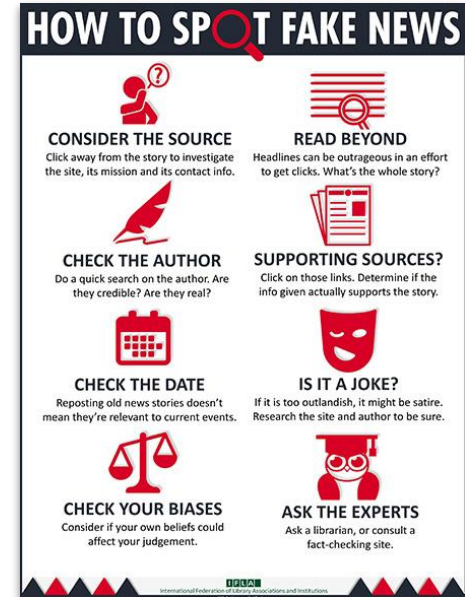 HOW TO SPOT FAKE NEWS
CONSIDER THE SOURCE
Click away from the story to investigate
the site, its mission and its contact info.
READ BEYOND
Headlines can be outrageous in an effort
to get clicks. What's the whole story?
CHECK THE AUTHOR
Do a quick search on the author. Are
they credible? Are they real?
SUPPORTING SOURCES?
Click on those links. Determine if the
info given actually supports the story.
CHECK THE DATE
Reposting old news stories doesn't
mean they're relevant to current events.
IS IT A JOKE?
If it is too outlandish, it might be satire.
Research the site and author to be sure.
CHECK YOUR BIASES
Consider if your own beliefs could
affect your judgement.
ASK THE EXPERTS
Ask a librarian, or consult a
fact-checking site.
IFLA
International Federation of Library Associations and Institutions